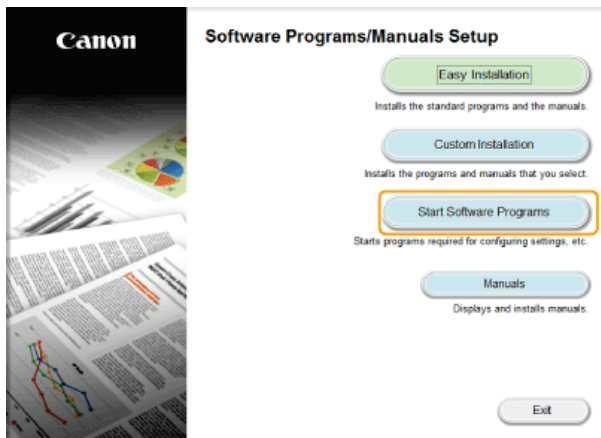 Canon
Software Programs/Manuals Setup
Easy Installation
Installs the standard programs and the manuals.
Custom Installation
Installs the programs and manuals that you select.
Start Software Programs
Starts programs required for configuring settings, etc.
Manuals
Displays and installs manuals.
Exit